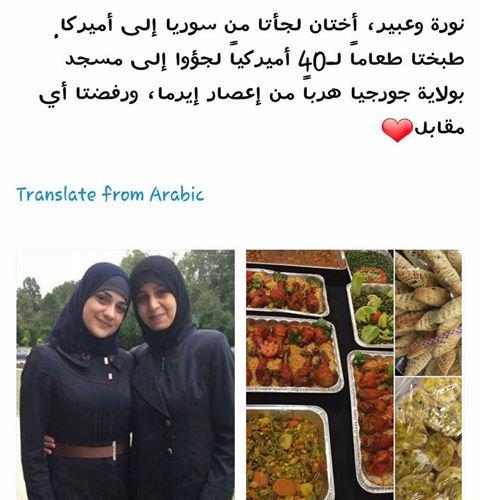 نورة وعبير، أختان لجأتا من سوريا إلى أميركا.
طبختا طعاماً لـ40 أميركياً لجؤوا إلى مسجد
بولاية جورجيا هرباً من إعصار إيرما، ورفضتا أي
مقابل❤
Translate from Arabic